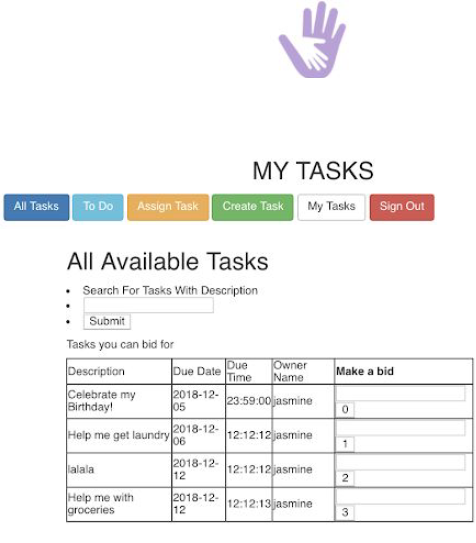 MY TASKS
All Tasks To Do Assign Task Create Task My Tasks Sign Out
All Available Tasks
Search For Tasks With Description
Submit
Tasks you can bid for
Description Due Date Due Time Owner Name Make a bid
Celebrate my Birthday! 2018-12-05 23:59:00 jasmine 0
Help me get laundry 2018-12-06 12:12:12 jasmine 1
lalala 2018-12-12 12:12:12 jasmine 2
Help me with groceries 2018-12-12 12:12:13 jasmine 3